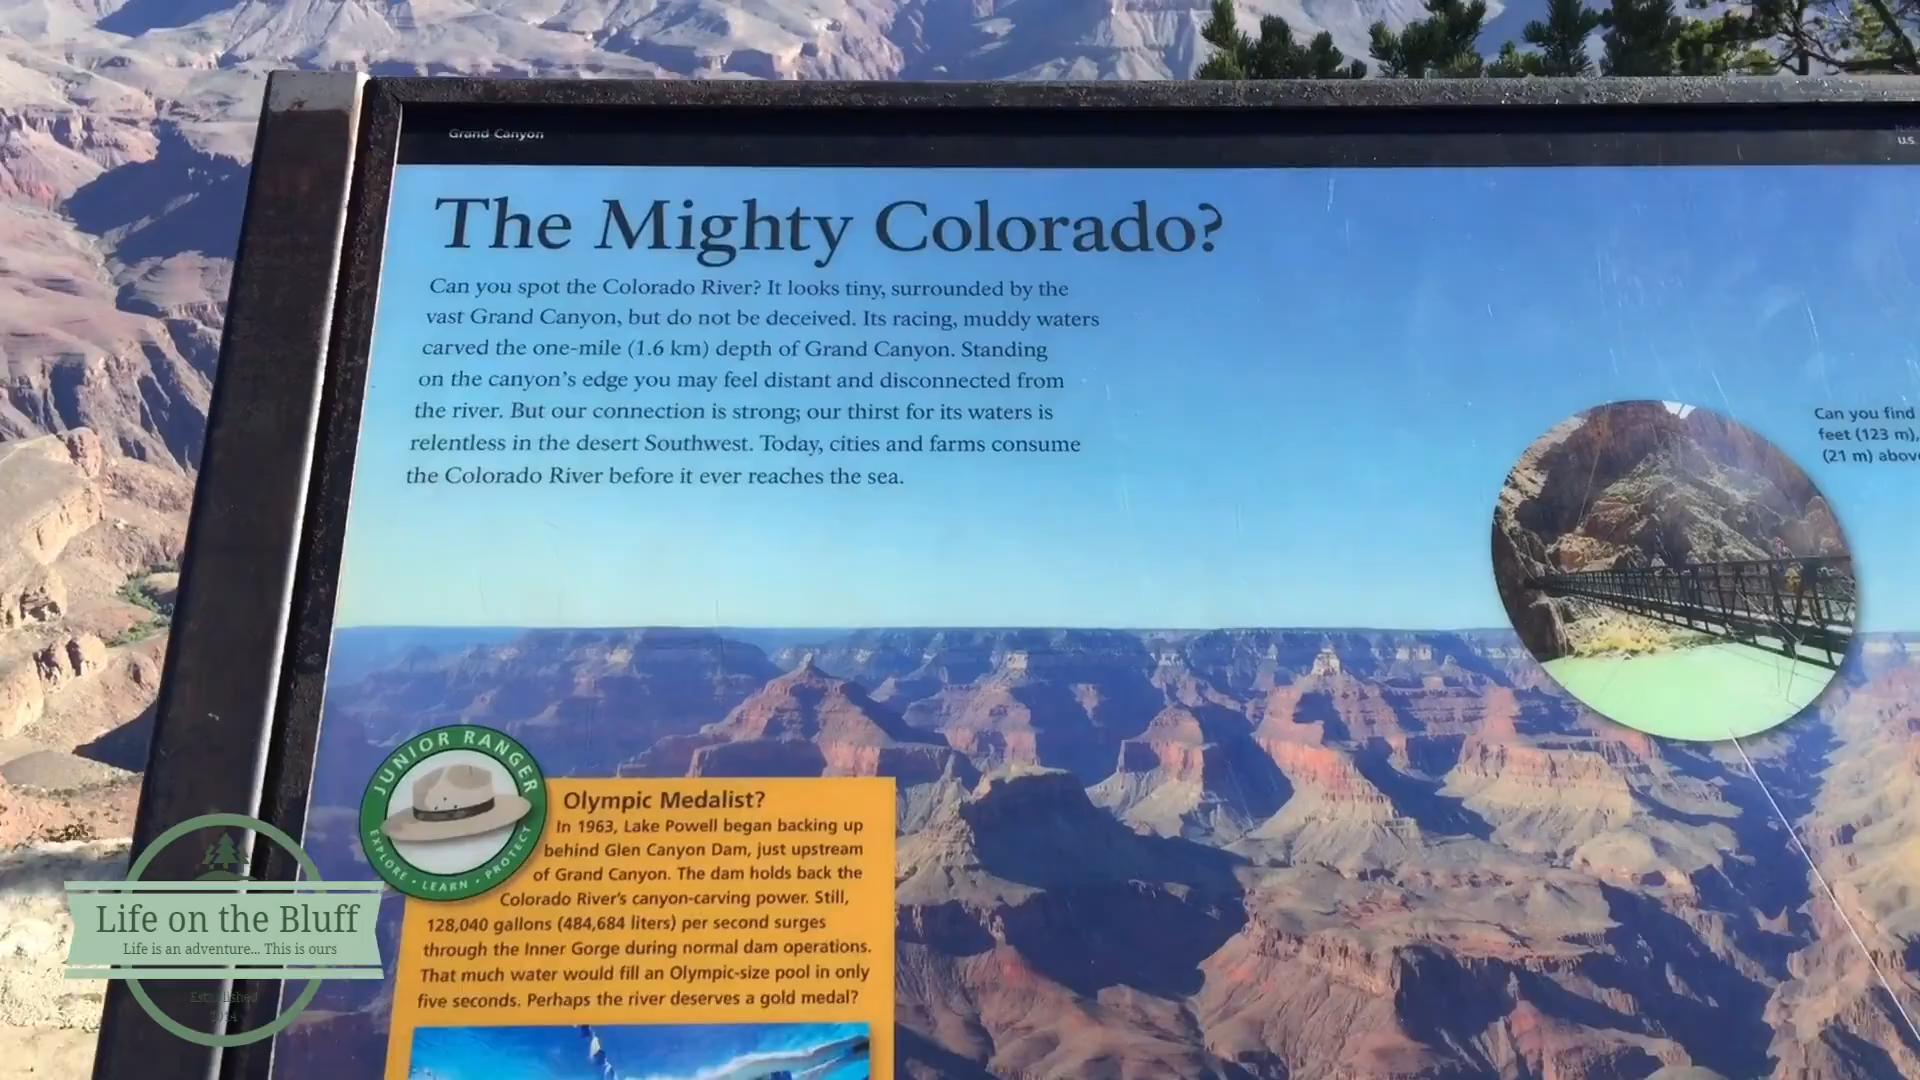 Grand Canyon
U.S.
The Mighty Colorado?
Can you spot the Colorado River? It looks tiny, surrounded by the
vast Grand Canyon, but do not be deceived. Its racing, muddy waters
carved the one-mile (1.6 km) depth of Grand Canyon. Standing
on the canyon's edge you may feel distant and disconnected from
the river. But our connection is strong; our thirst for its waters is
relentless in the desert Southwest. Today, cities and farms consume
the Colorado River before it ever reaches the sea.
Can you find
feet (123 m),
(21 m) above
JUNIOR RANGER
EXPLORE • LEARN • PROTECT
Olympic Medalist?
In 1963, Lake Powell began backing up
behind Glen Canyon Dam, just upstream
of Grand Canyon. The dam holds back the
Colorado River's canyon-carving power. Still,
128,040 gallons (484,684 liters) per second surges
through the Inner Gorge during normal dam operations.
That much water would fill an Olympic-size pool in only
five seconds. Perhaps the river deserves a gold medal?
Life on the Bluff
Life is an adventure... This is ours
Established